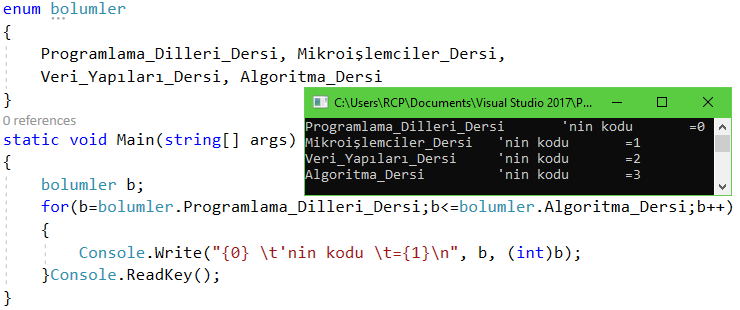 enum bolumler
{
Programlama_Dilleri_Dersi, Mikroişlemciler_Dersi,
Veri_Yapıları_Dersi, Algoritma_Dersi
}
0 references
static void Main(string[] args)
{
bolumler b;
for(b=bolumler.Programlama_Dilleri_Dersi;b<=bolumler.Algoritma_Dersi;b++)
{
Console.Write("{0} \t'nin kodu \t={1}\n", b, (int)b);
}Console.ReadKey();
}
C:\Users\RCP\Documents\Visual Studio 2017\P...
Programlama_Dilleri_Dersi 'nin kodu =0
Mikroişlemciler_Dersi 'nin kodu =1
Veri_Yapıları_Dersi 'nin kodu =2
Algoritma_Dersi 'nin kodu =3